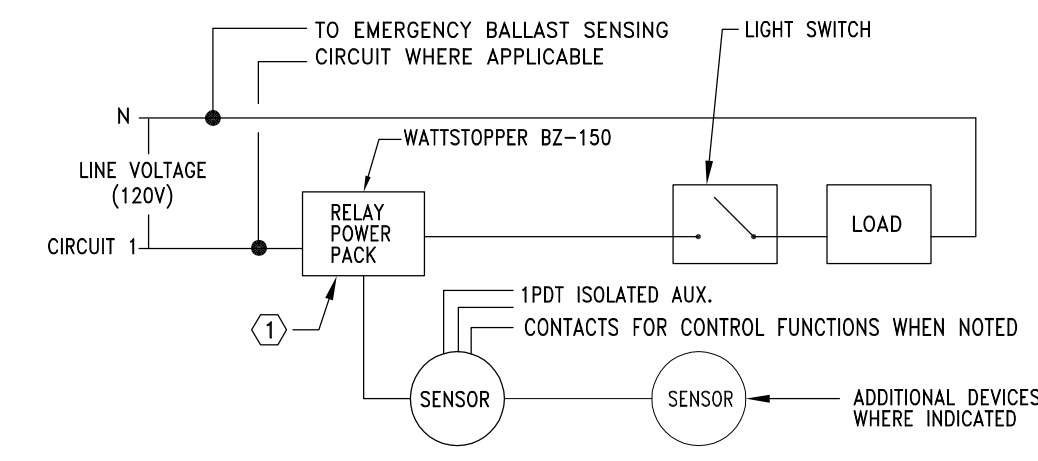 TO EMERGENCY BALLAST SENSING
CIRCUIT WHERE APPLICABLE
LIGHT SWITCH
N
WATTSTOPPER BZ-150
LINE VOLTAGE
(120V)
RELAY
POWER
PACK
LOAD
CIRCUIT 1
1PDT ISOLATED AUX.
1
CONTACTS FOR CONTROL FUNCTIONS WHEN NOTED
SENSOR
SENSOR
ADDITIONAL DEVICES
WHERE INDICATED